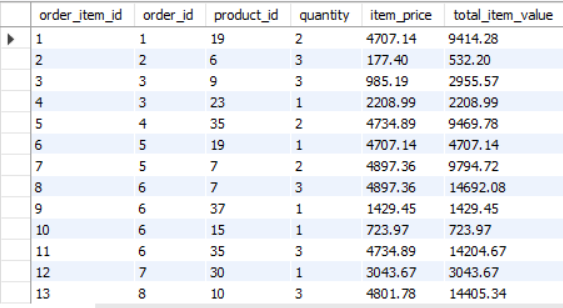 order_item_id order_id product_id quantity item_price total_item_value
1 1 19 2 4707.14 9414.28
2 2 6 3 177.40 532.20
3 3 9 3 985.19 2955.57
4 3 23 1 2208.99 2208.99
5 4 35 2 4734.89 9469.78
6 5 19 1 4707.14 4707.14
7 5 7 2 4897.36 9794.72
8 6 7 3 4897.36 14692.08
9 6 37 1 1429.45 1429.45
10 6 15 1 723.97 723.97
11 6 35 3 4734.89 14204.67
12 7 30 1 3043.67 3043.67
13 8 10 3 4801.78 14405.34